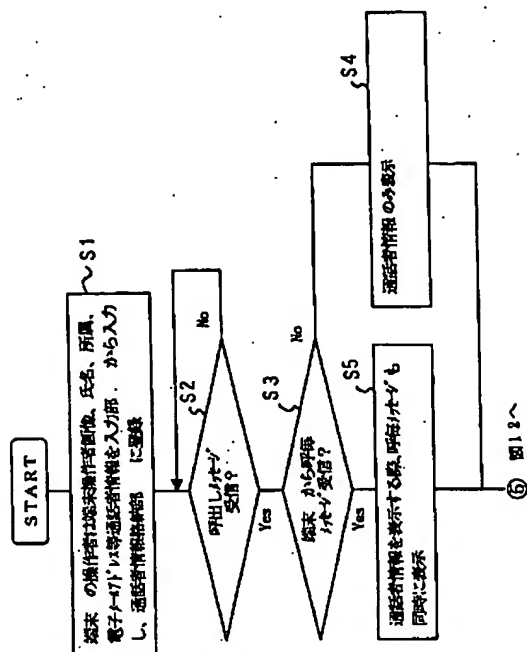 START
S1
端末 の操作者は端末操作者画像、氏名、所属、
電子メールアドレス等通話者情報を入力部 . から入力
し、通話者情報格納部 に登録
S2
呼出しメッセージ
受信?
No
Yes
S3
端末 から呼毎
メッセージ受信?
No
Yes
S4
通話者情報 のみ表示
S5
通話者情報を表示する際、呼毎メッセージも
同時に表示
⑥ 図12へ